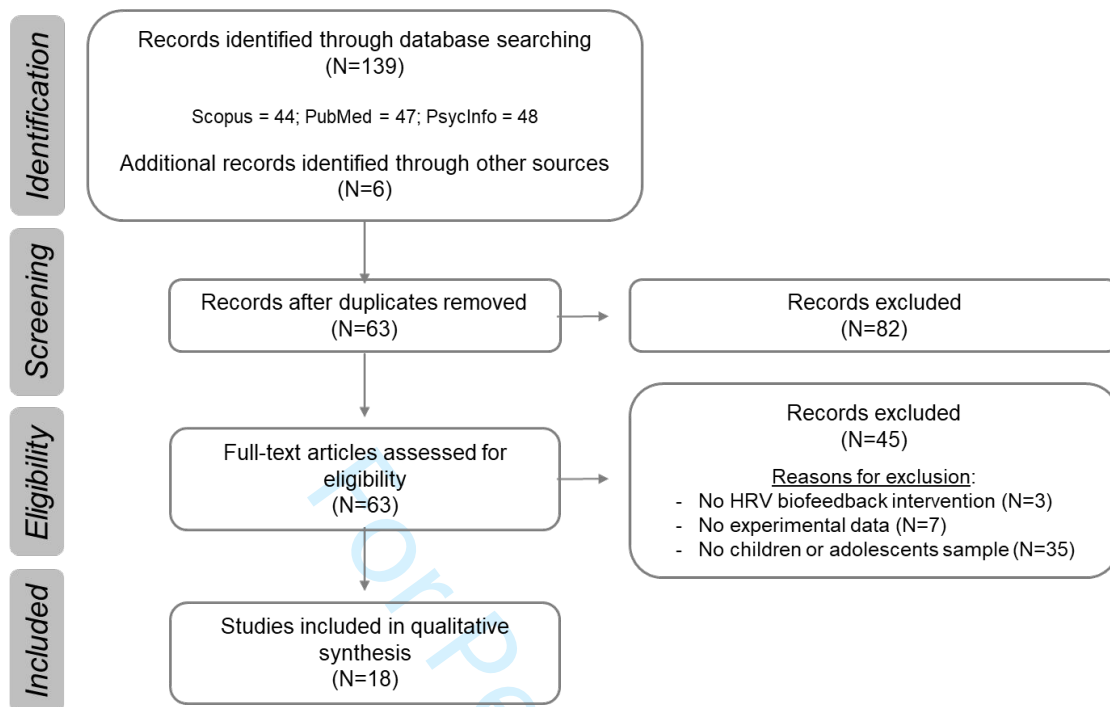 Identification
Records identified through database searching
(N=139)
Scopus = 44; PubMed = 47; PsycInfo = 48
Additional records identified through other sources
(N=6)
Screening
Records after duplicates removed
(N=63)
Records excluded
(N=82)
Eligibility
Full-text articles assessed for
eligibility
(N=63)
Records excluded
(N=45)
Reasons for exclusion:
- No HRV biofeedback intervention (N=3)
- No experimental data (N=7)
- No children or adolescents sample (N=35)
Included
Studies included in qualitative
synthesis
(N=18)
For Pe